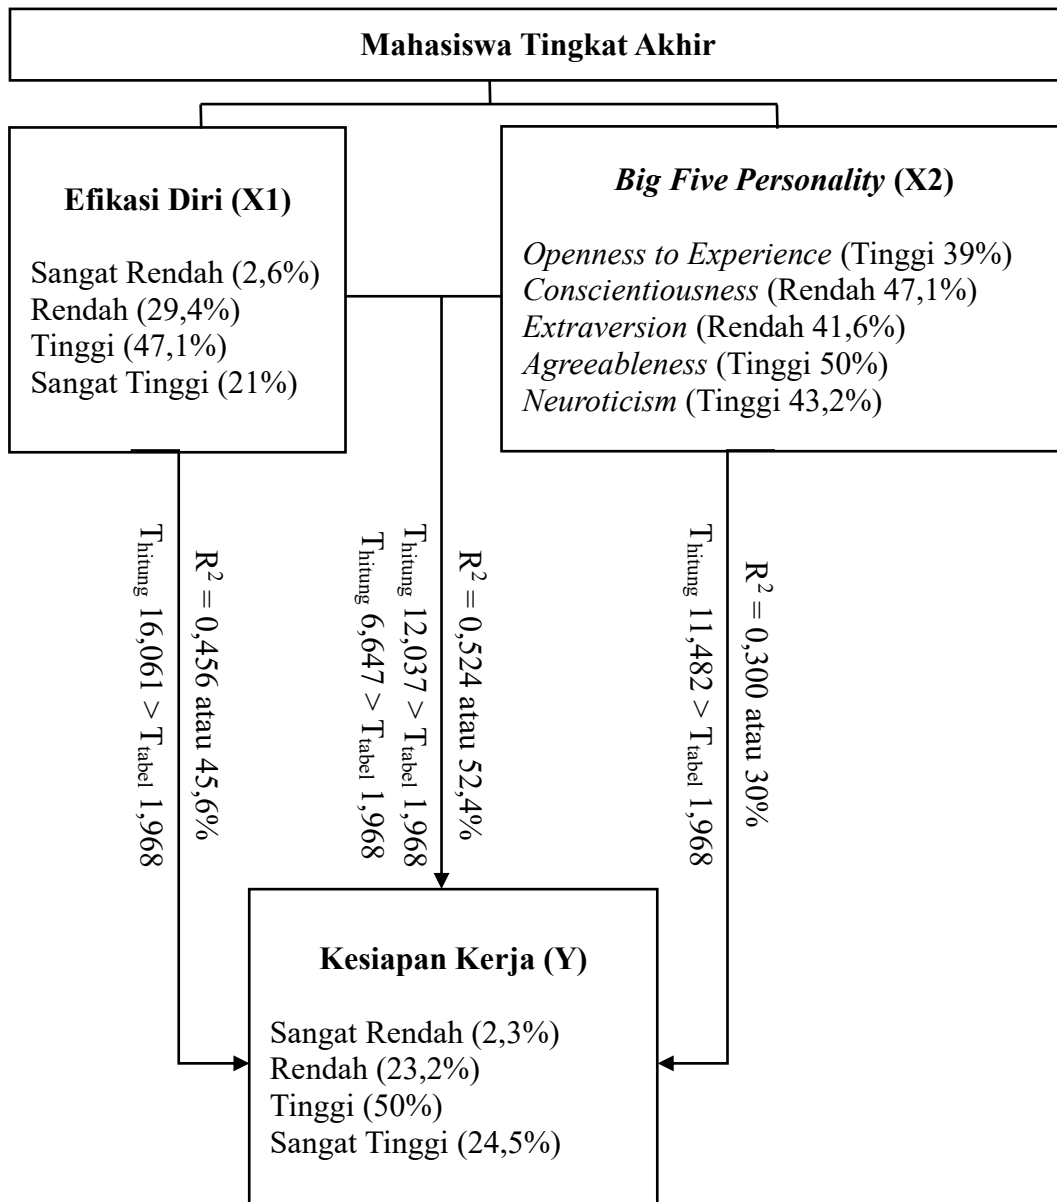 Mahasiswa Tingkat Akhir
Efikasi Diri (X1)
Sangat Rendah (2,6%)
Rendah (29,4%)
Tinggi (47,1%)
Sangat Tinggi (21%)
Big Five Personality (X2)
Openness to Experience (Tinggi 39%)
Conscientiousness (Rendah 47,1%)
Extraversion (Rendah 41,6%)
Agreeableness (Tinggi 50%)
Neuroticism (Tinggi 43,2%)
R² = 0,456 atau 45,6%
Thitung 16,061 > Ttabel 1,968
R² = 0,524 atau 52,4%
Thitung 12,037 > Ttabel 1,968
Thitung 6,647 > Ttabel 1,968
R² = 0,300 atau 30%
Thitung 11,482 > Ttabel 1,968
Kesiapan Kerja (Y)
Sangat Rendah (2,3%)
Rendah (23,2%)
Tinggi (50%)
Sangat Tinggi (24,5%)